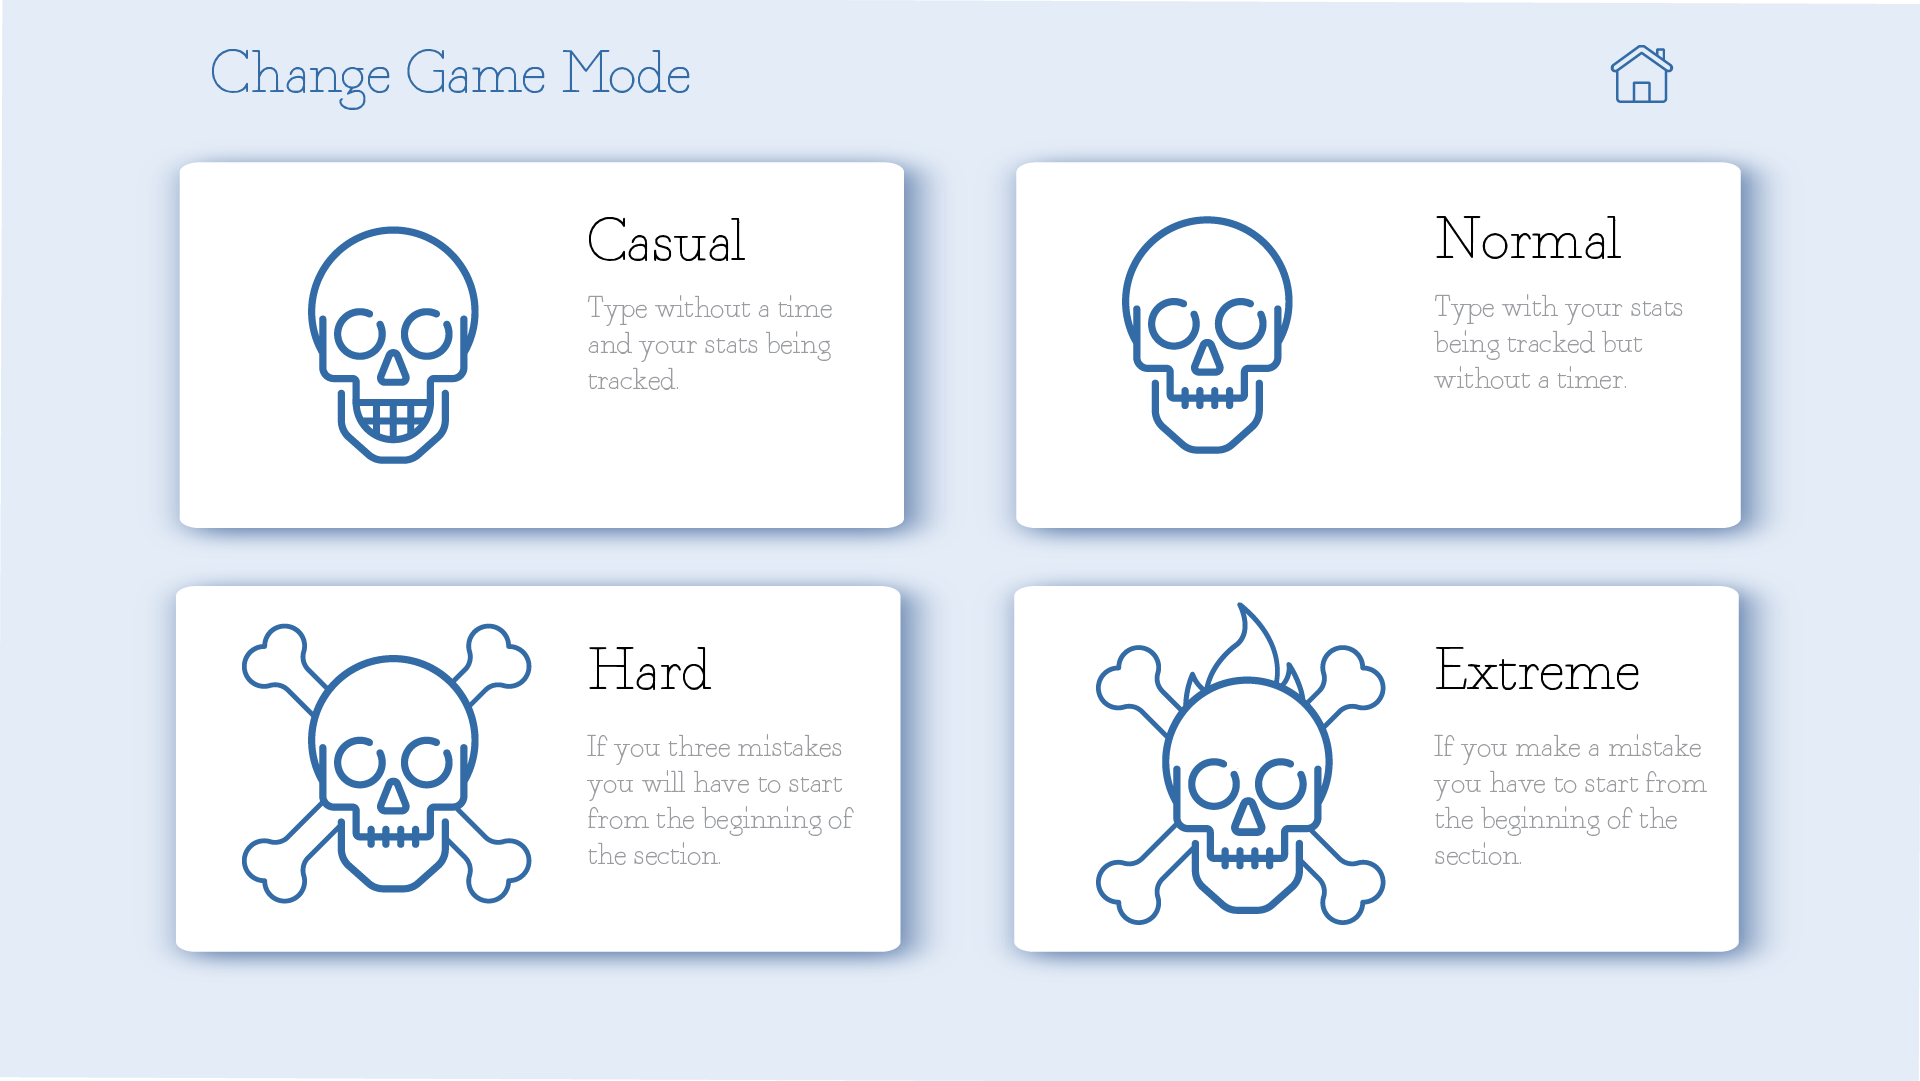 Change Game Mode
Casual
Type without a time
and your stats being
tracked.
Normal
Type with your stats
being tracked but
without a timer.
Hard
If you three mistakes
you will have to start
from the beginning of
the section.
Extreme
If you make a mistake
you have to start from
the beginning of the
section.